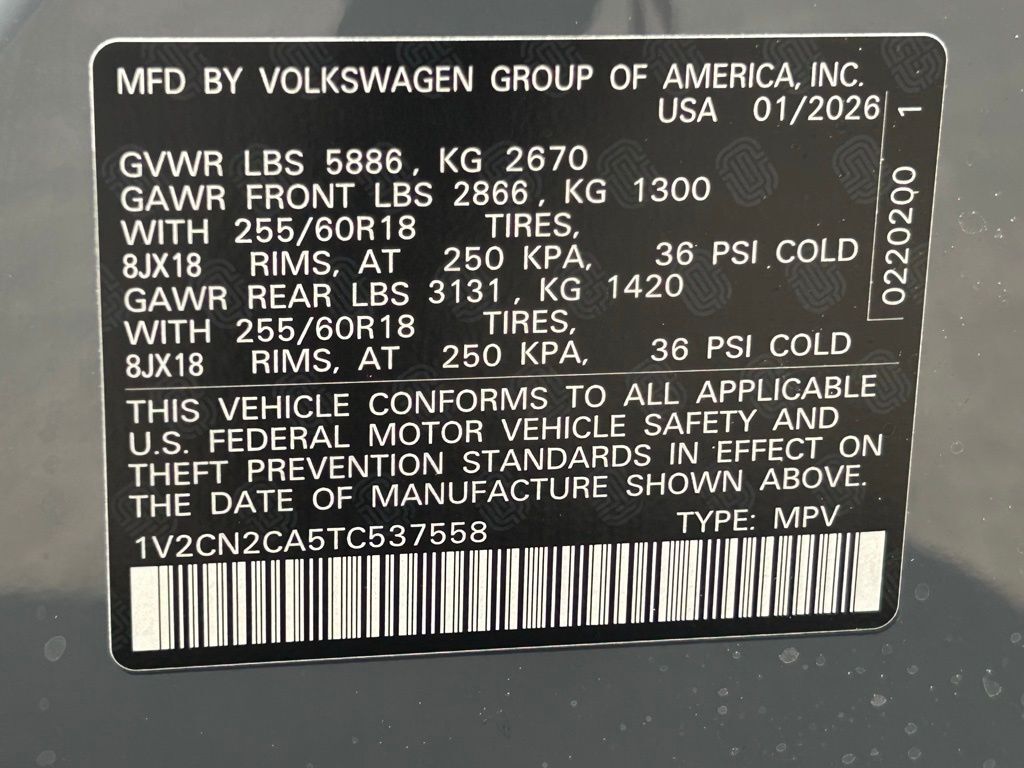 MFD BY VOLKSWAGEN GROUP OF AMERICA, INC.
USA 01/2026
GVWR LBS 5886, KG 2670
GAWR FRONT LBS 2866, KG 1300
WITH 255/60R18 TIRES,
8JX18 RIMS, AT 250 KPA, 36 PSI COLD
GAWR REAR LBS 3131, KG 1420
WITH 255/60R18 TIRES,
8JX18 RIMS, AT 250 KPA, 36 PSI COLD
THIS VEHICLE CONFORMS TO ALL APPLICABLE
U.S. FEDERAL MOTOR VEHICLE SAFETY AND
THEFT PREVENTION STANDARDS IN EFFECT ON
THE DATE OF MANUFACTURE SHOWN ABOVE.
1V2CN2CA5TC537558 TYPE: MPV
0220200 1